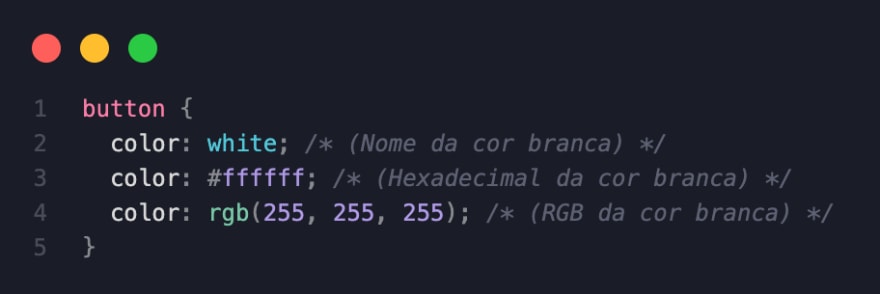 1 button {
2 color: white; /* (Nome da cor branca) */
3 color: #ffffff; /* (Hexadecimal da cor branca) */
4 color: rgb(255, 255, 255); /* (RGB da cor branca) */
5 }